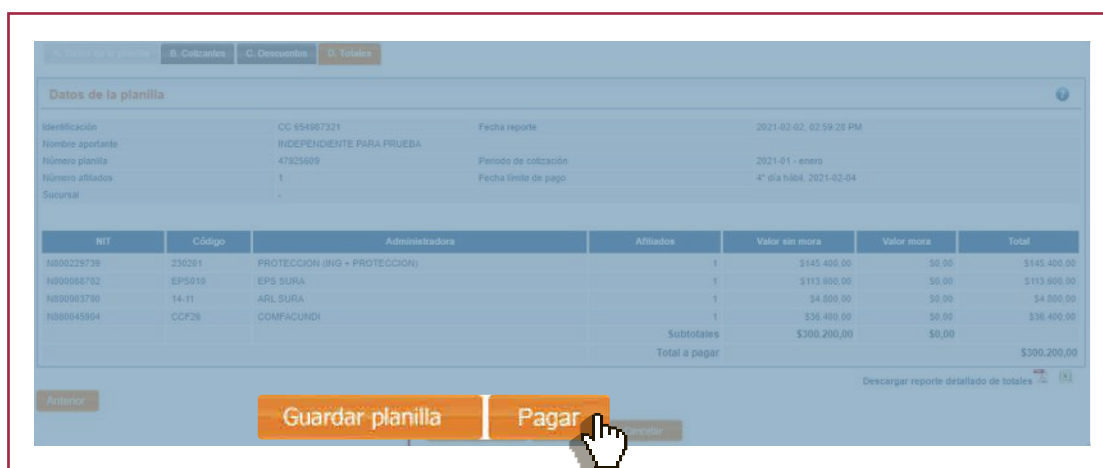 A. Datos de la planilla B. Cotizantes C. Descuentos D. Totales
Datos de la planilla
Identificación CC 654987321 Fecha reporte 2021-02-02, 02:59:28 PM
Nombre aportante INDEPENDIENTE PARA PRUEBA
Número planilla 47925609 Periodo de cotización 2021-01 - enero
Número afiliados 1 Fecha límite de pago 4° día hábil, 2021-02-04
Sucursal -
NIT Código Administradora Afiliados Valor sin mora Valor mora Total
N800229739 230201 PROTECCION (ING + PROTECCION) 1 $145.400,00 $0,00 $145.400,00
N800088702 EPS010 EPS SURA 1 $113.600,00 $0,00 $113.600,00
N800903790 14-11 ARL SURA 1 $4.800,00 $0,00 $4.800,00
CCF26 COMFACUNDI 1 $36.400,00 $0,00 $36.400,00
Subtotales $300.200,00 $0,00
Total a pagar $300.200,00
Descargar reporte detallado de totales
Anterior
Guardar planilla Pagar Cancelar